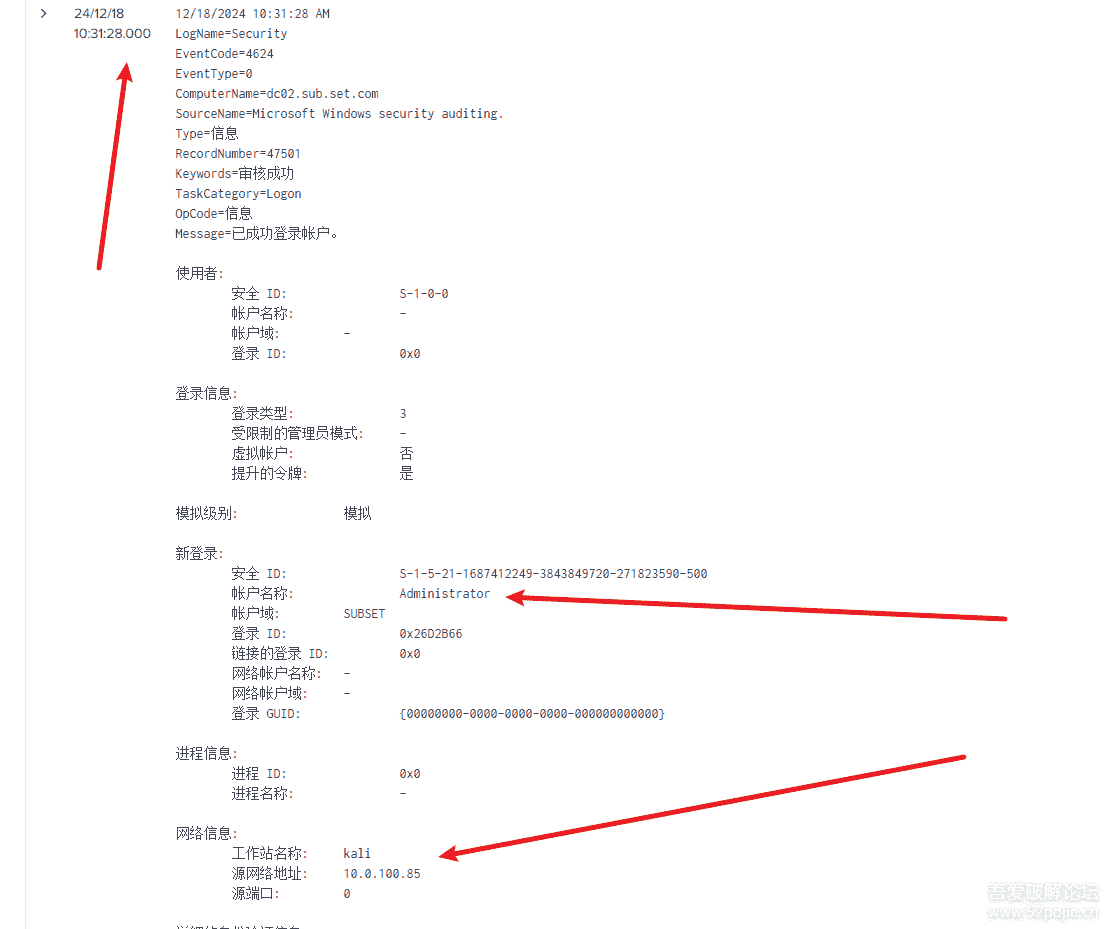 24/12/18
10:31:28.000
12/18/2024 10:31:28 AM
LogName=Security
EventCode=4624
EventType=0
ComputerName=dc02.sub.set.com
SourceName=Microsoft Windows security auditing.
Type=信息
RecordNumber=47501
Keywords=审核成功
TaskCategory=Logon
OpCode=信息
Message=已成功登录帐户。
使用者:
安全 ID: S-1-0-0
帐户名称: -
帐户域: -
登录 ID: 0x0
登录信息:
登录类型: 3
受限制的管理员模式: -
虚拟帐户: 否
提升的令牌: 是
模拟级别: 模拟
新登录:
安全 ID: S-1-5-21-1687412249-3843849720-271823590-500
帐户名称: Administrator
帐户域: SUBSET
登录 ID: 0x26D2B66
链接的登录 ID: 0x0
网络帐户名称: -
网络帐户域: -
登录 GUID: {00000000-0000-0000-0000-000000000000}
进程信息:
进程 ID: 0x0
进程名称: -
网络信息:
工作站名称: kali
源网络地址: 10.0.100.85
源端口: 0
吾爱破解论坛
www.52pojie.cn